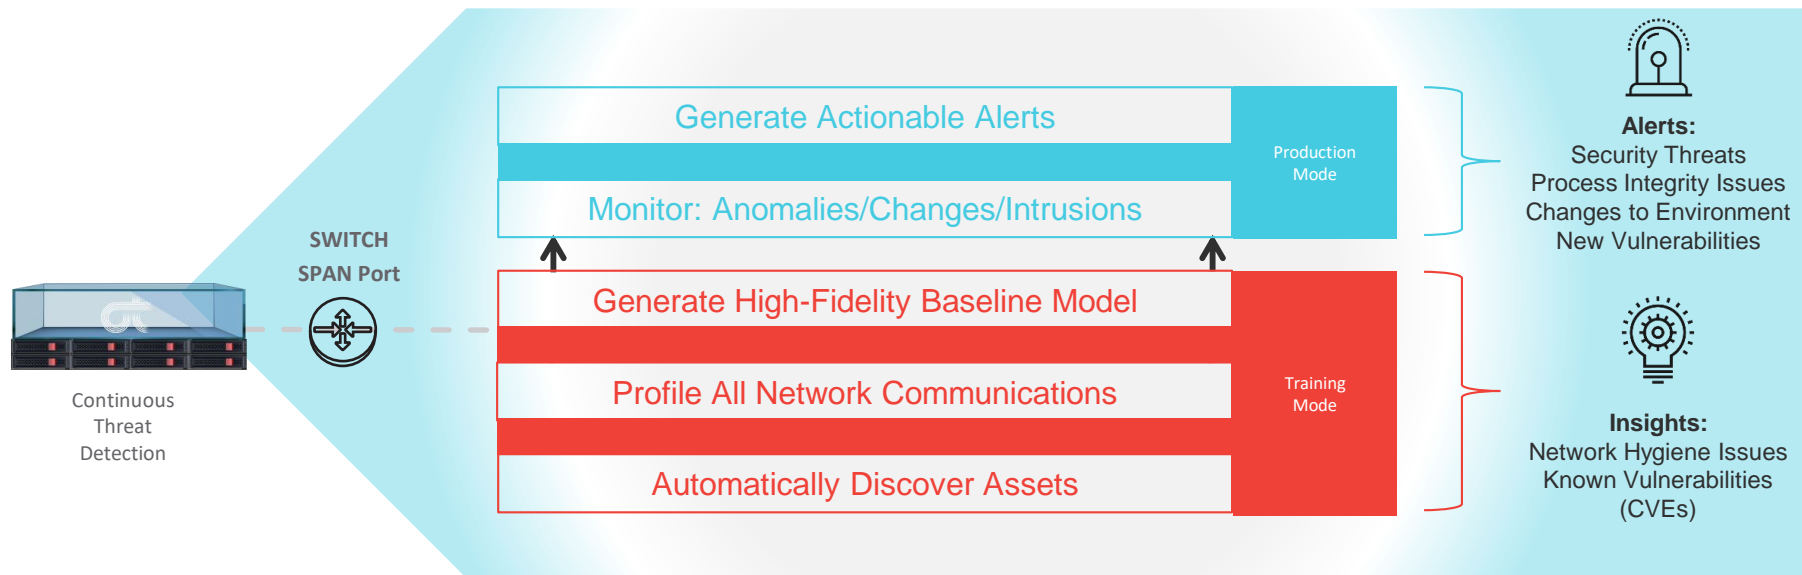 Continuous
Threat
Detection
SWITCH
SPAN Port
Generate Actionable Alerts
Monitor: Anomalies/Changes/Intrusions
Production
Mode
Generate High-Fidelity Baseline Model
Profile All Network Communications
Automatically Discover Assets
Training
Mode
Alerts:
Security Threats
Process Integrity Issues
Changes to Environment
New Vulnerabilities
Insights:
Network Hygiene Issues
Known Vulnerabilities
(CVEs)